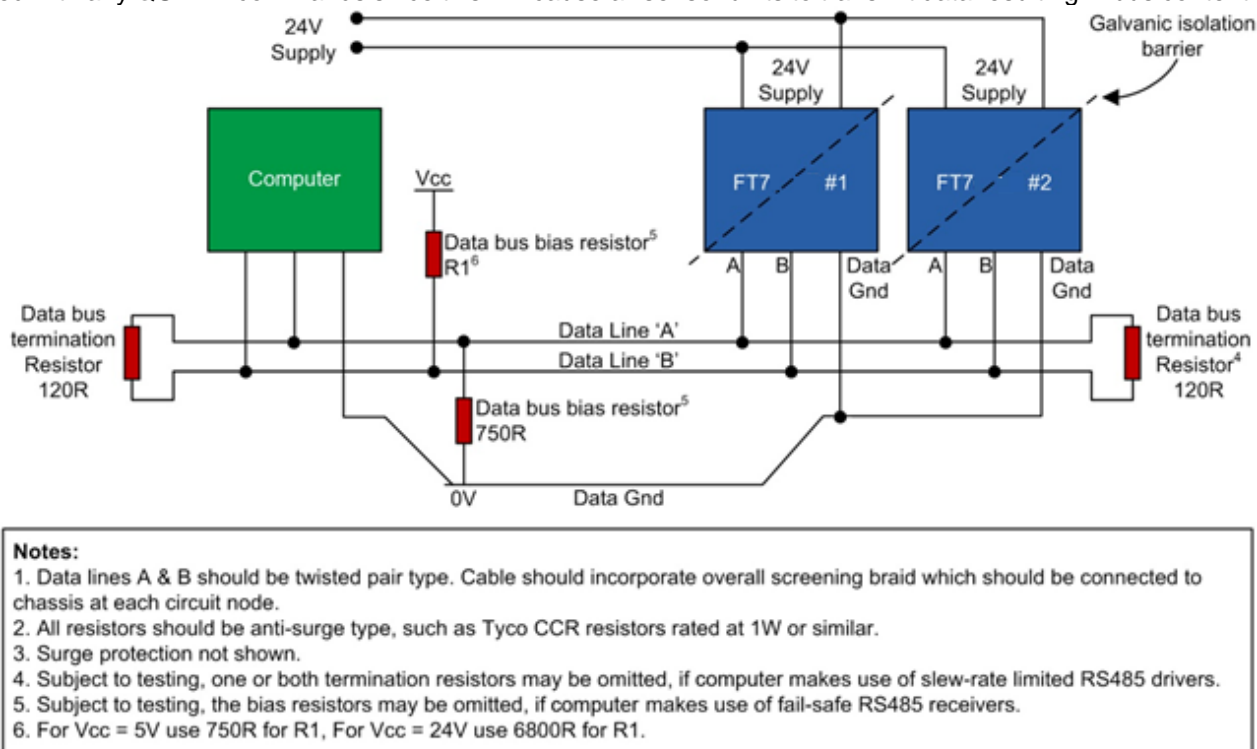 24V
Supply
Galvanic isolation
barrier
24V
Supply
24V
Supply
Computer
Vcc
FT7 #1
FT7 #2
Data bus bias resistor⁵
R1⁶
A B Data
Gnd
A B Data
Gnd
Data bus
termination
Resistor
120R
Data Line ‘A’
Data Line ‘B’
Data bus
termination
Resistor⁴
120R
Data bus bias resistor⁵
750R
0V Data Gnd
Notes:
1. Data lines A & B should be twisted pair type. Cable should incorporate overall screening braid which should be connected to
chassis at each circuit node.
2. All resistors should be anti-surge type, such as Tyco CCR resistors rated at 1W or similar.
3. Surge protection not shown.
4. Subject to testing, one or both termination resistors may be omitted, if computer makes use of slew-rate limited RS485 drivers.
5. Subject to testing, the bias resistors may be omitted, if computer makes use of fail-safe RS485 receivers.
6. For Vcc = 5V use 750R for R1, For Vcc = 24V use 6800R for R1.